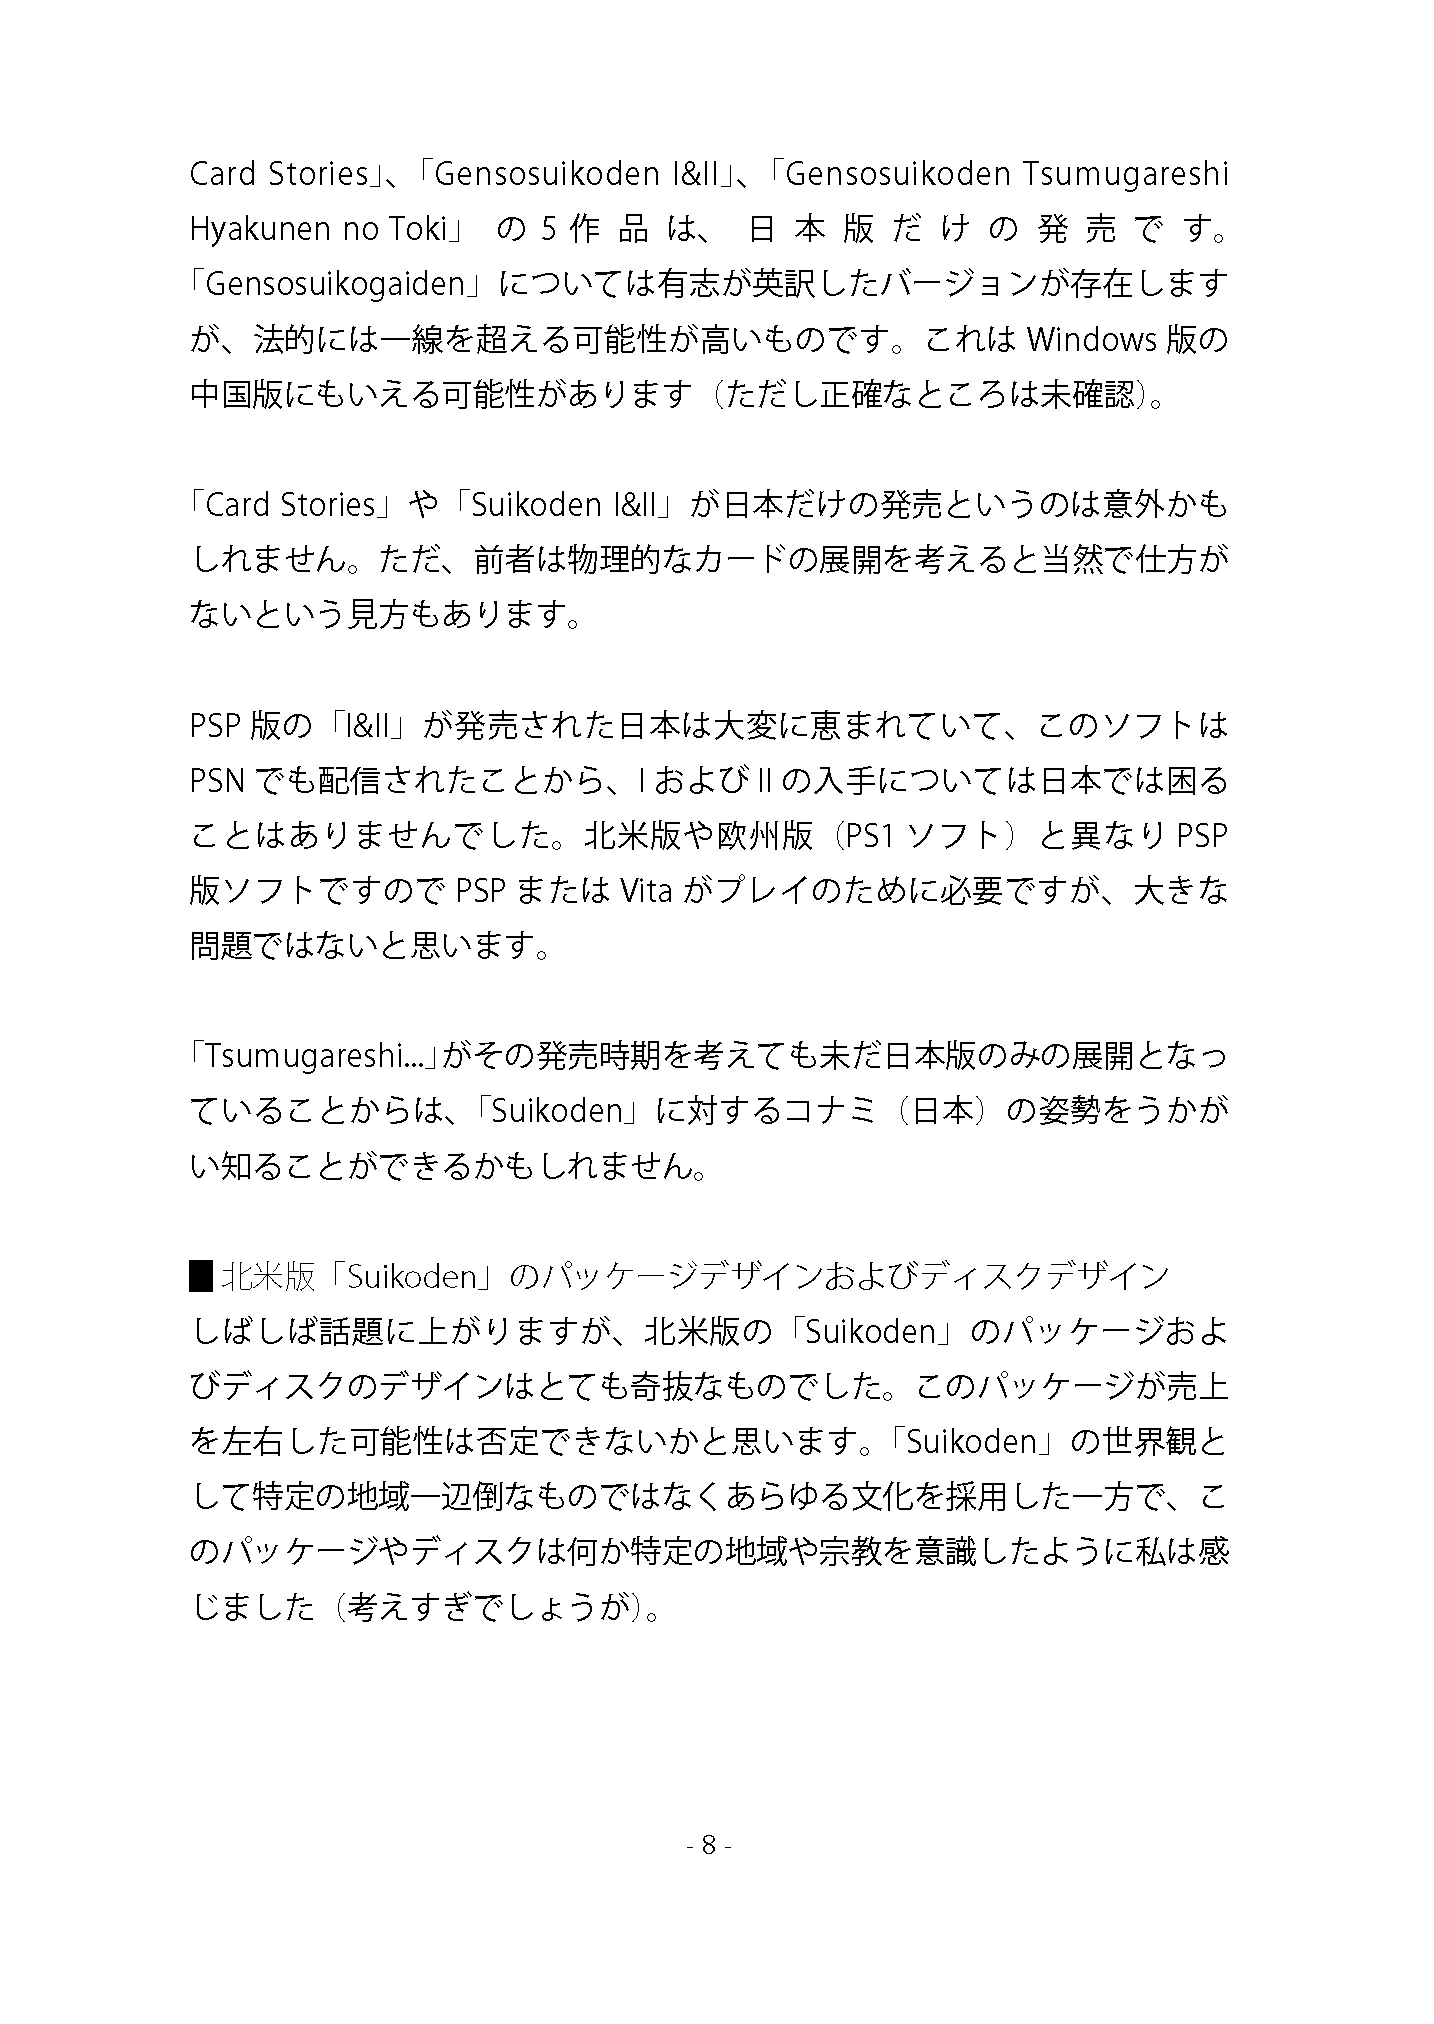 Card Stories」、「Gensosuikoden I&II」、「Gensosuikoden Tsumugareshi
Hyakunen no Toki」 の 5 作 品 は、 日 本 版 だ け の 発 売 で す。
「Gensosuikogaiden」については有志が英訳したバージョンが存在します
が、法的には一線を超える可能性が高いものです。これは Windows 版の
中国版にもいえる可能性があります（ただし正確なところは未確認）。
「Card Stories」や「Suikoden I&II」が日本だけの発売というのは意外かも
しれません。ただ、前者は物理的なカードの展開を考えると当然で仕方が
ないという見方もあります。
PSP 版の「I&II」が発売された日本は大変に恵まれていて、このソフトは
PSN でも配信されたことから、I および II の入手については日本では困る
ことはありませんでした。北米版や欧州版（PS1 ソフト）と異なり PSP
版ソフトですので PSP または Vita がプレイのために必要ですが、大きな
問題ではないと思います。
「Tsumugareshi...」がその発売時期を考えても未だ日本版のみの展開となっ
ていることからは、「Suikoden」に対するコナミ（日本）の姿勢をうかが
い知ることができるかもしれません。
■北米版「Suikoden」のパッケージデザインおよびディスクデザイン
しばしば話題に上がりますが、北米版の「Suikoden」のパッケージおよ
びディスクのデザインはとても奇抜なものでした。このパッケージが売上
を左右した可能性は否定できないかと思います。「Suikoden」の世界観と
して特定の地域一辺倒なものではなくあらゆる文化を採用した一方で、こ
のパッケージやディスクは何か特定の地域や宗教を意識したように私は感
じました（考えすぎでしょうが）。
- 8 -